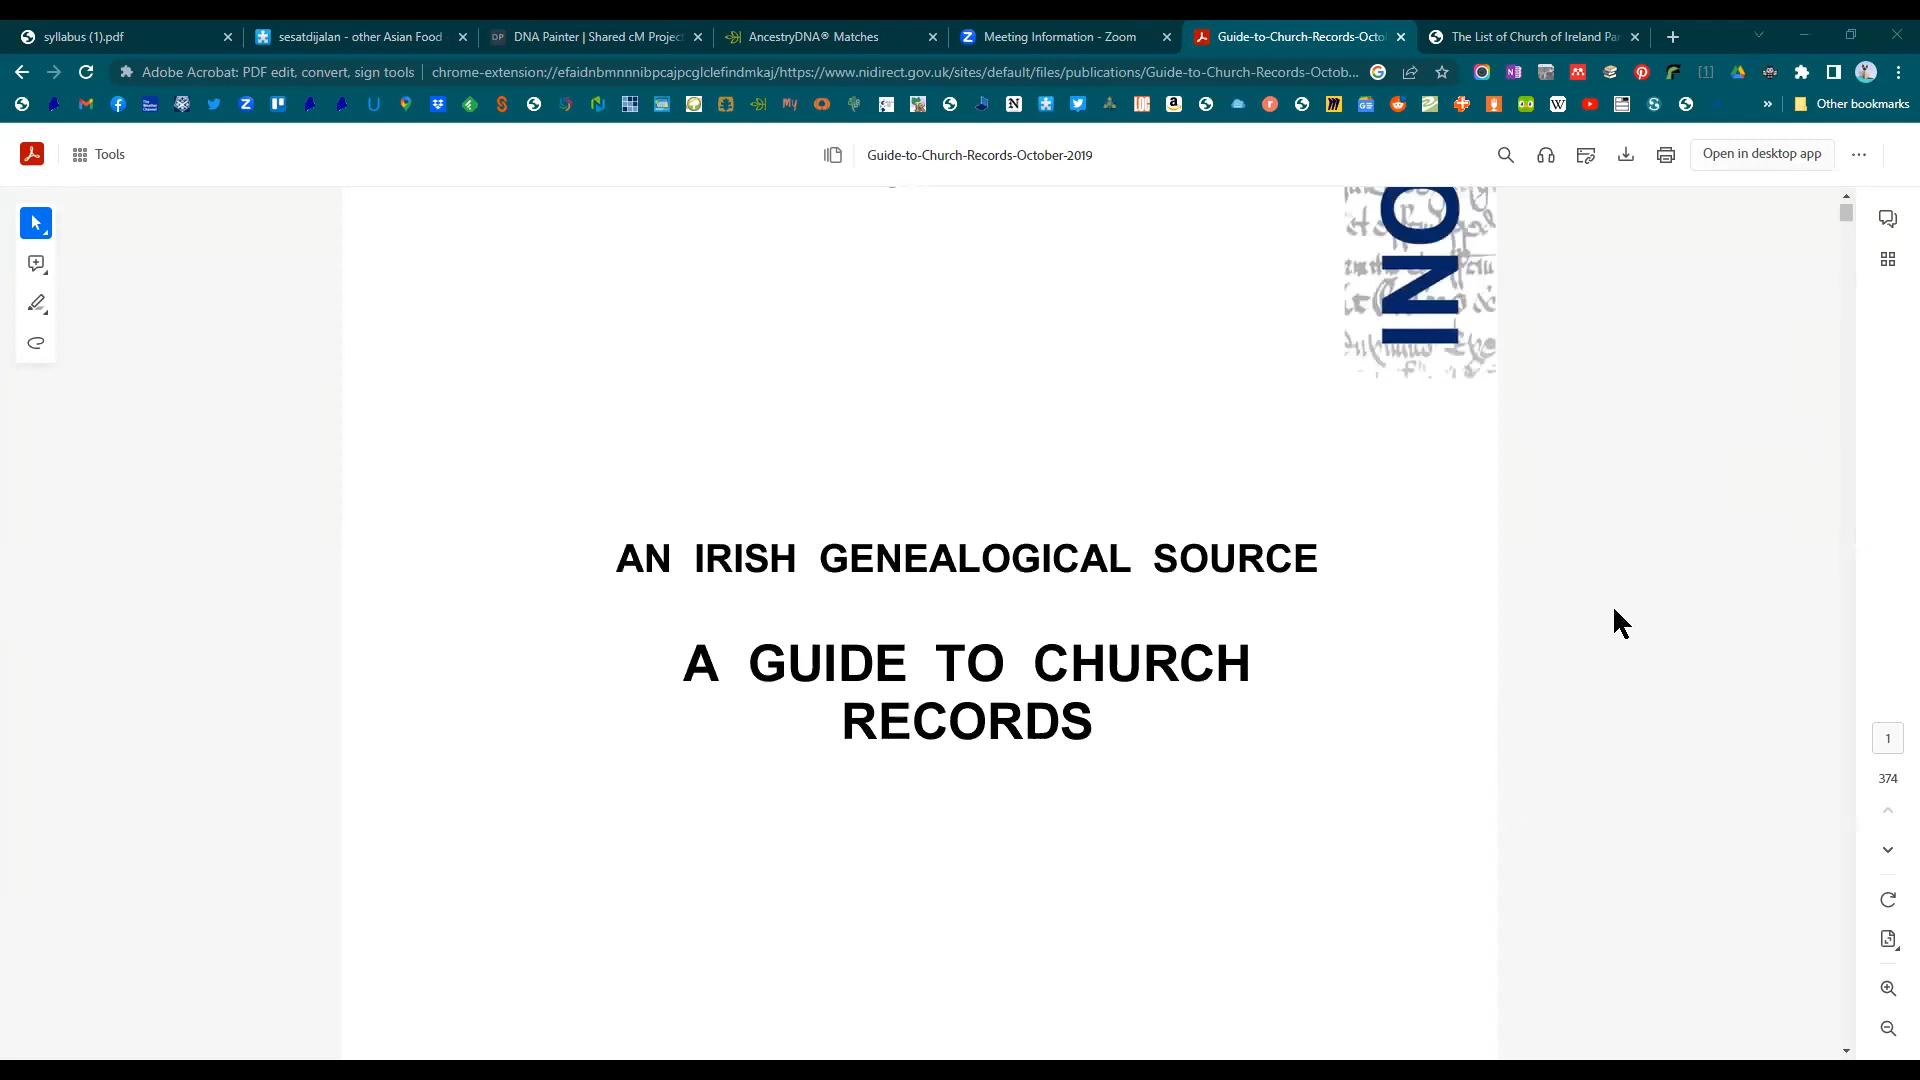 syllabus (1).pdf
sesatdijalan - other Asian Food
DNA Painter | Shared cM Project
AncestryDNA® Matches
Meeting Information - Zoom
Guide-to-Church-Records-Octo
The List of Church of Ireland Par
Adobe Acrobat: PDF edit, convert, sign tools
chrome-extension://efaidnbmnnnibpcajpcglclefindmkaj/https://www.nidirect.gov.uk/sites/default/files/publications/Guide-to-Church-Records-Octob...
Other bookmarks
Tools
Guide-to-Church-Records-October-2019
Open in desktop app
INO
AN IRISH GENEALOGICAL SOURCE
A GUIDE TO CHURCH
RECORDS
1
374